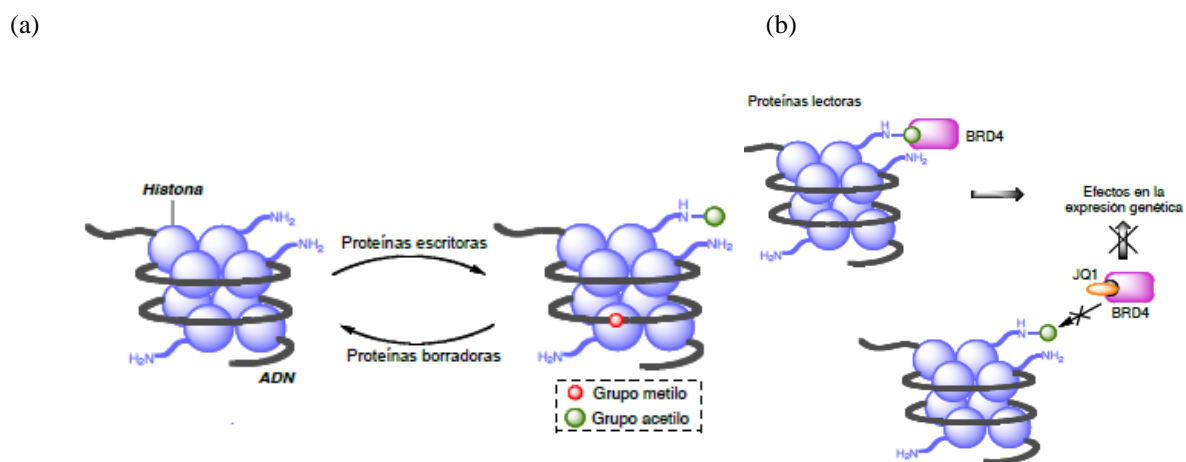 (a)
(b)
Histona
NH₂
NH₂
H₂N
ADN
Proteínas escritoras
Proteínas borradoras
H
N
NH₂
H₂N
Grupo metilo
Grupo acetilo
Proteínas lectoras
H
N
BRD4
NH₂
H₂N
Efectos en la
expresión genética
JQ1
BRD4
H
N
NH₂
H₂N